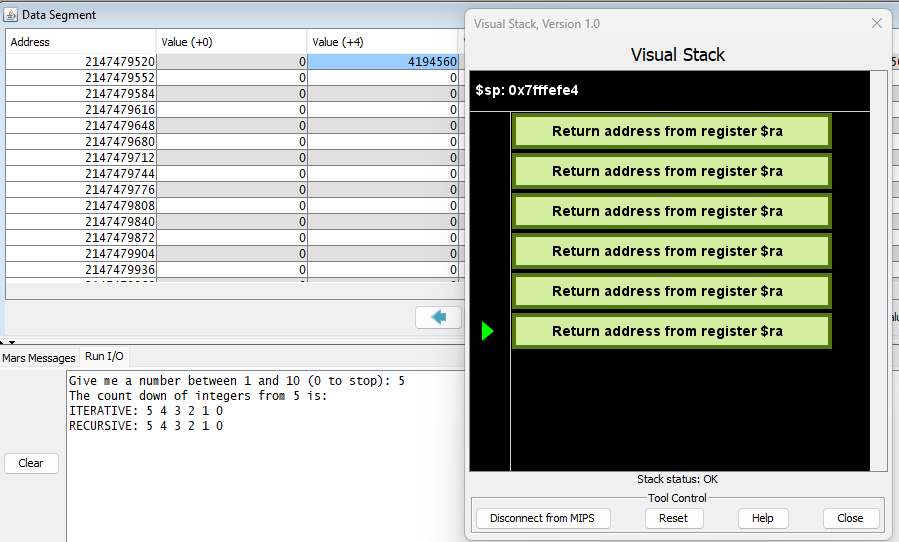 Data Segment
Address Value (+0) Value (+4)
2147479520 0 4194560
2147479552 0 0
2147479584 0 0
2147479616 0 0
2147479648 0 0
2147479680 0 0
2147479712 0 0
2147479744 0 0
2147479776 0 0
2147479808 0 0
2147479840 0 0
2147479872 0 0
2147479904 0 0
2147479936 0 0
Mars Messages Run I/O
Give me a number between 1 and 10 (0 to stop): 5
The count down of integers from 5 is:
ITERATIVE: 5 4 3 2 1 0
RECURSIVE: 5 4 3 2 1 0
Clear
Visual Stack, Version 1.0
Visual Stack
$sp: 0x7fffefe4
Return address from register $ra
Return address from register $ra
Return address from register $ra
Return address from register $ra
Return address from register $ra
Return address from register $ra
Stack status: OK
Tool Control
Disconnect from MIPS Reset Help Close